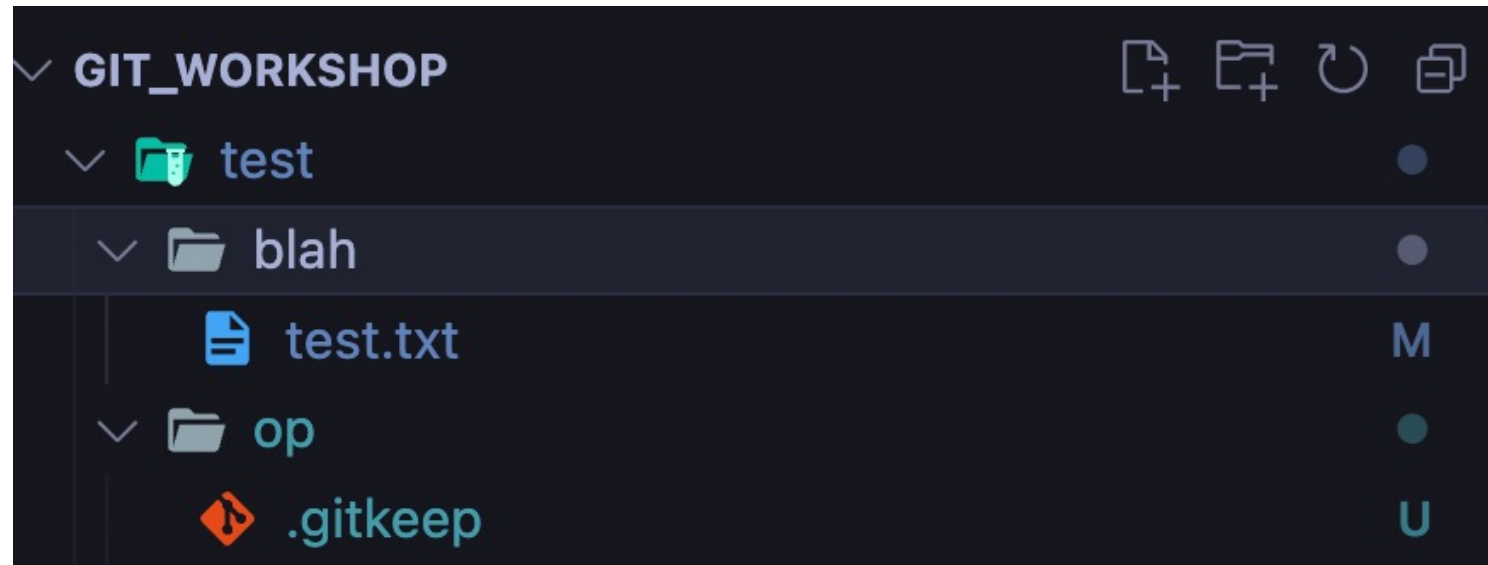 GIT_WORKSHOP
test
blah
test.txt M
op
.gitkeep U